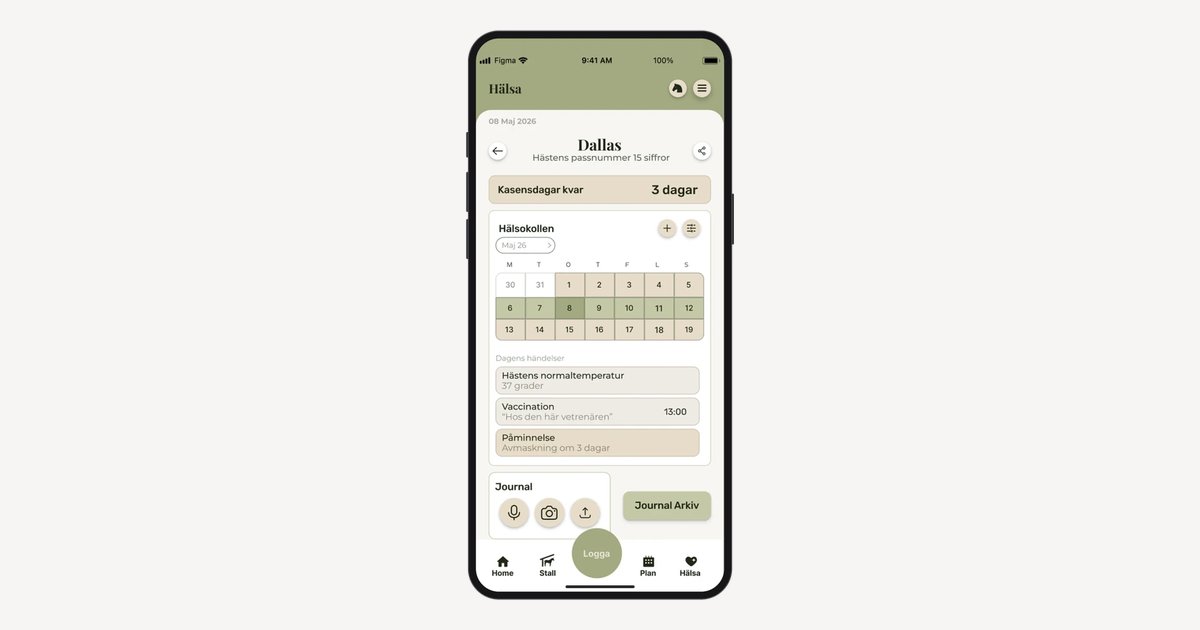 Figma 9:41 AM 100%
Hälsa
08 Maj 2026
Dallas
Hästens passnummer 15 siffror
Kasensdagar kvar 3 dagar
Hälsokollen
Maj 26
M T O T F L S
30 31 1 2 3 4 5
6 7 8 9 10 11 12
13 14 15 16 17 18 19
Dagens händelser
Hästens normaltemperatur
37 grader
Vaccination 13:00
"Hos den här vetrenären"
Påminnelse
Avmaskning om 3 dagar
Journal
Journal Arkiv
Logga
Home Stall Plan Hälsa